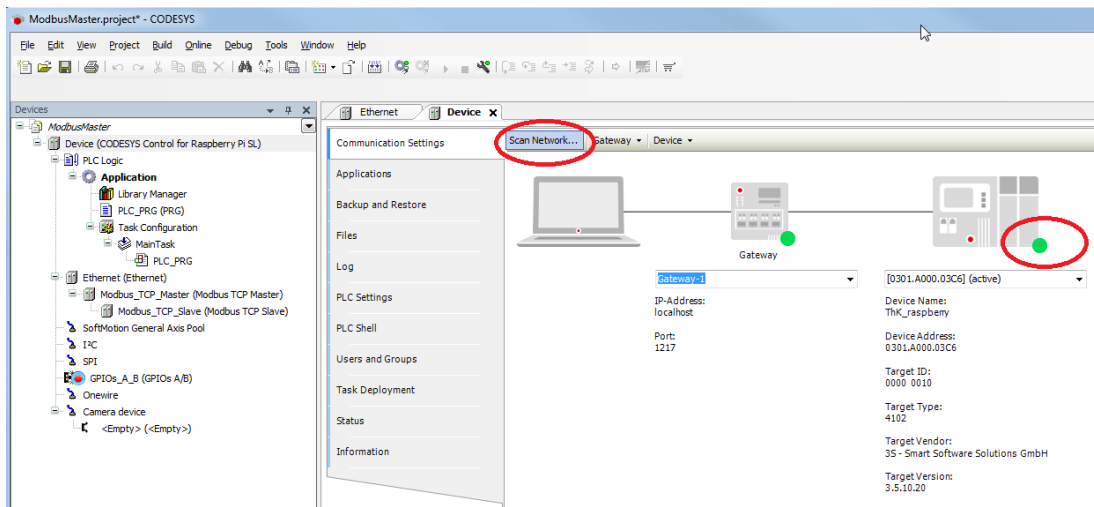 ModbusMaster.project* - CODESYS
File Edit View Project Build Online Debug Tools Window Help
Devices
ModbusMaster
Device (CODESYS Control for Raspberry Pi SL)
PLC Logic
Application
Library Manager
PLC_PRG (PRG)
Task Configuration
MainTask
PLC_PRG
Ethernet (Ethernet)
Modbus_TCP_Master (Modbus TCP Master)
Modbus_TCP_Slave (Modbus TCP Slave)
SoftMotion General Axis Pool
I²C
SPI
GPIOs_A_B (GPIOs A/B)
Onewire
Camera device
<Empty> (<Empty>)
Ethernet Device
Communication Settings
Applications
Backup and Restore
Files
Log
PLC Settings
PLC Shell
Users and Groups
Task Deployment
Status
Information
Scan Network... Gateway Device
Gateway
Gateway-1
IP-Address:
localhost
Port:
1217
[0301.A000.03C6] (active)
Device Name:
ThK_raspberry
Device Address:
0301.A000.03C6
Target ID:
0000 0010
Target Type:
4102
Target Vendor:
3S - Smart Software Solutions GmbH
Target Version:
3.5.10.20